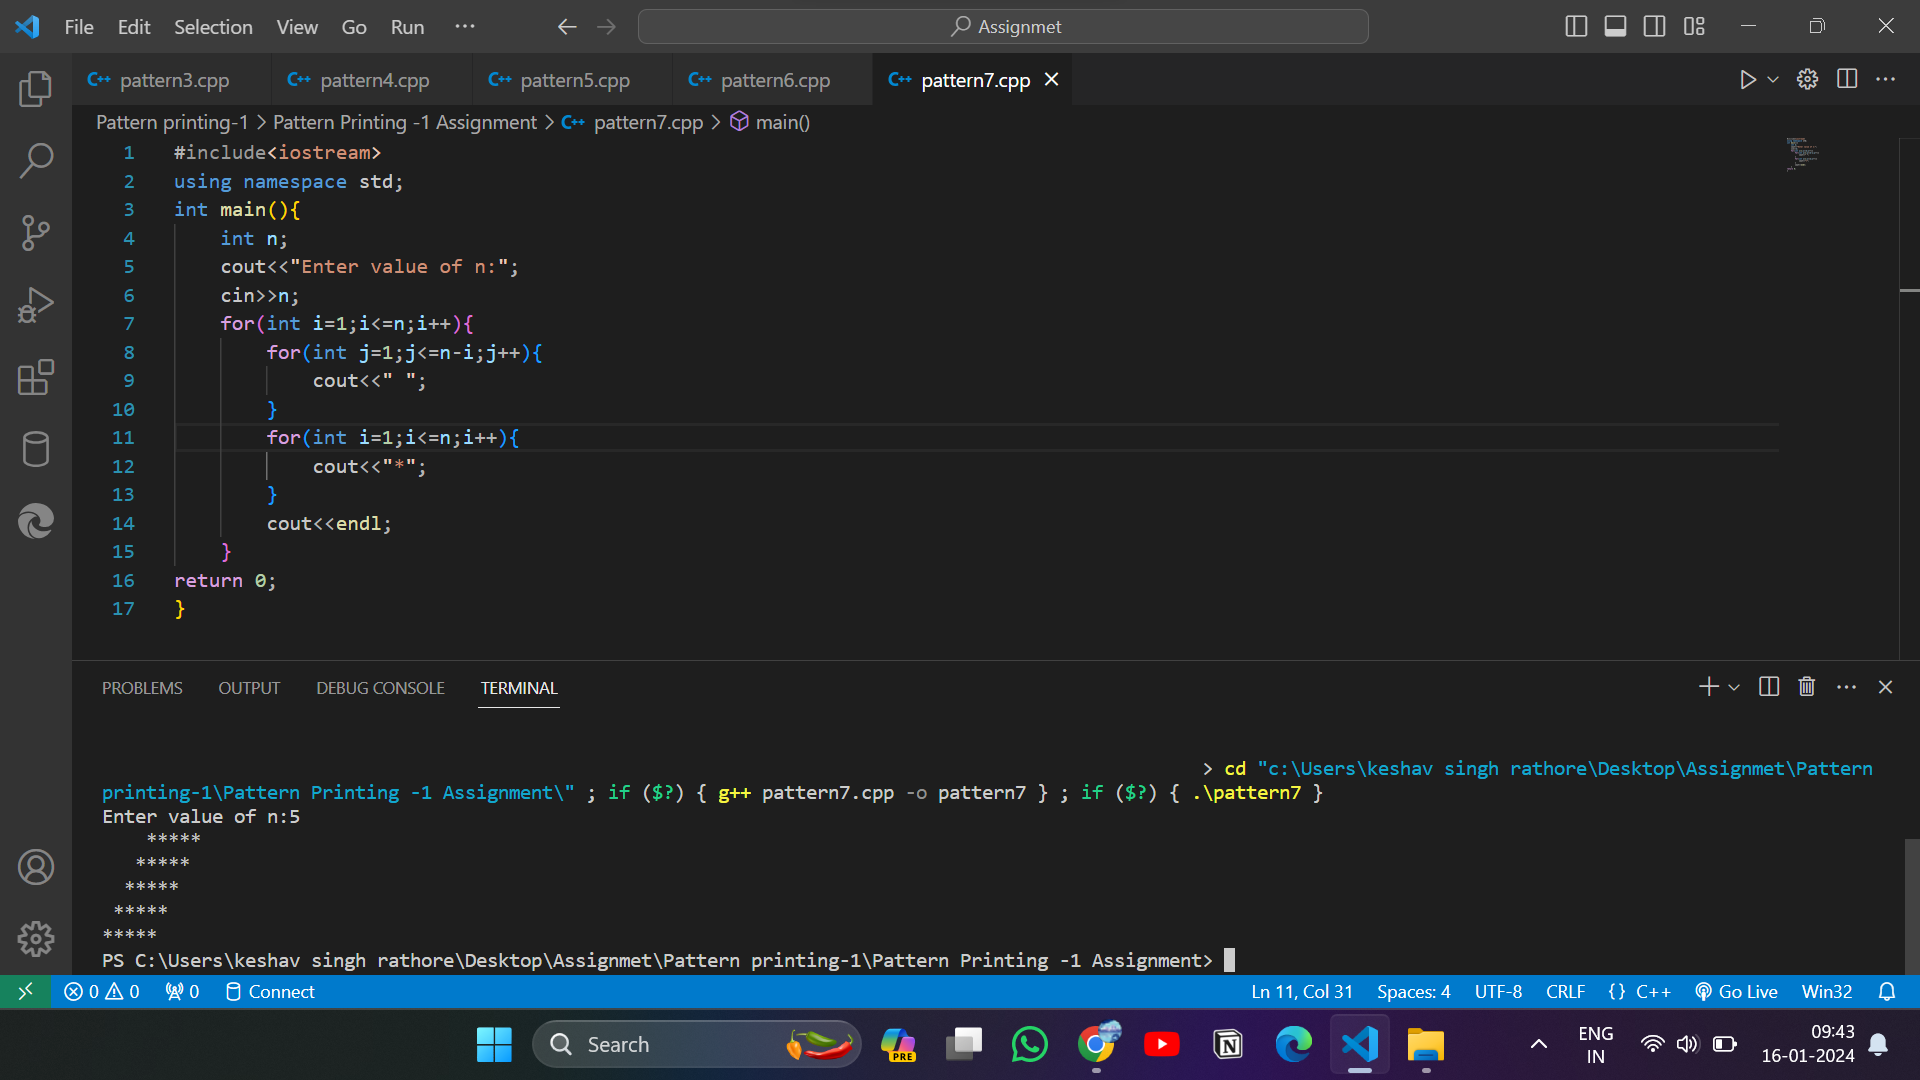 File Edit Selection View Go Run ··· Assignmet
pattern3.cpp pattern4.cpp pattern5.cpp pattern6.cpp pattern7.cpp
Pattern printing-1 > Pattern Printing -1 Assignment > pattern7.cpp > main()
1 #include<iostream>
2 using namespace std;
3 int main(){
4     int n;
5     cout<<"Enter value of n:";
6     cin>>n;
7     for(int i=1;i<=n;i++){
8         for(int j=1;j<=n-i;j++){
9             cout<<" ";
10         }
11         for(int i=1;i<=n;i++){
12             cout<<"*";
13         }
14         cout<<endl;
15     }
16 return 0;
17 }
PROBLEMS OUTPUT DEBUG CONSOLE TERMINAL
> cd "c:\Users\keshav singh rathore\Desktop\Assignmet\Pattern
printing-1\Pattern Printing -1 Assignment\" ; if ($?) { g++ pattern7.cpp -o pattern7 } ; if ($?) { .\pattern7 }
Enter value of n:5
    *****
   *****
  *****
 *****
*****
PS C:\Users\keshav singh rathore\Desktop\Assignmet\Pattern printing-1\Pattern Printing -1 Assignment>
0 0 0 Connect Ln 11, Col 31 Spaces: 4 UTF-8 CRLF {} C++ Go Live Win32
Search PRE ENG 09:43
IN 16-01-2024